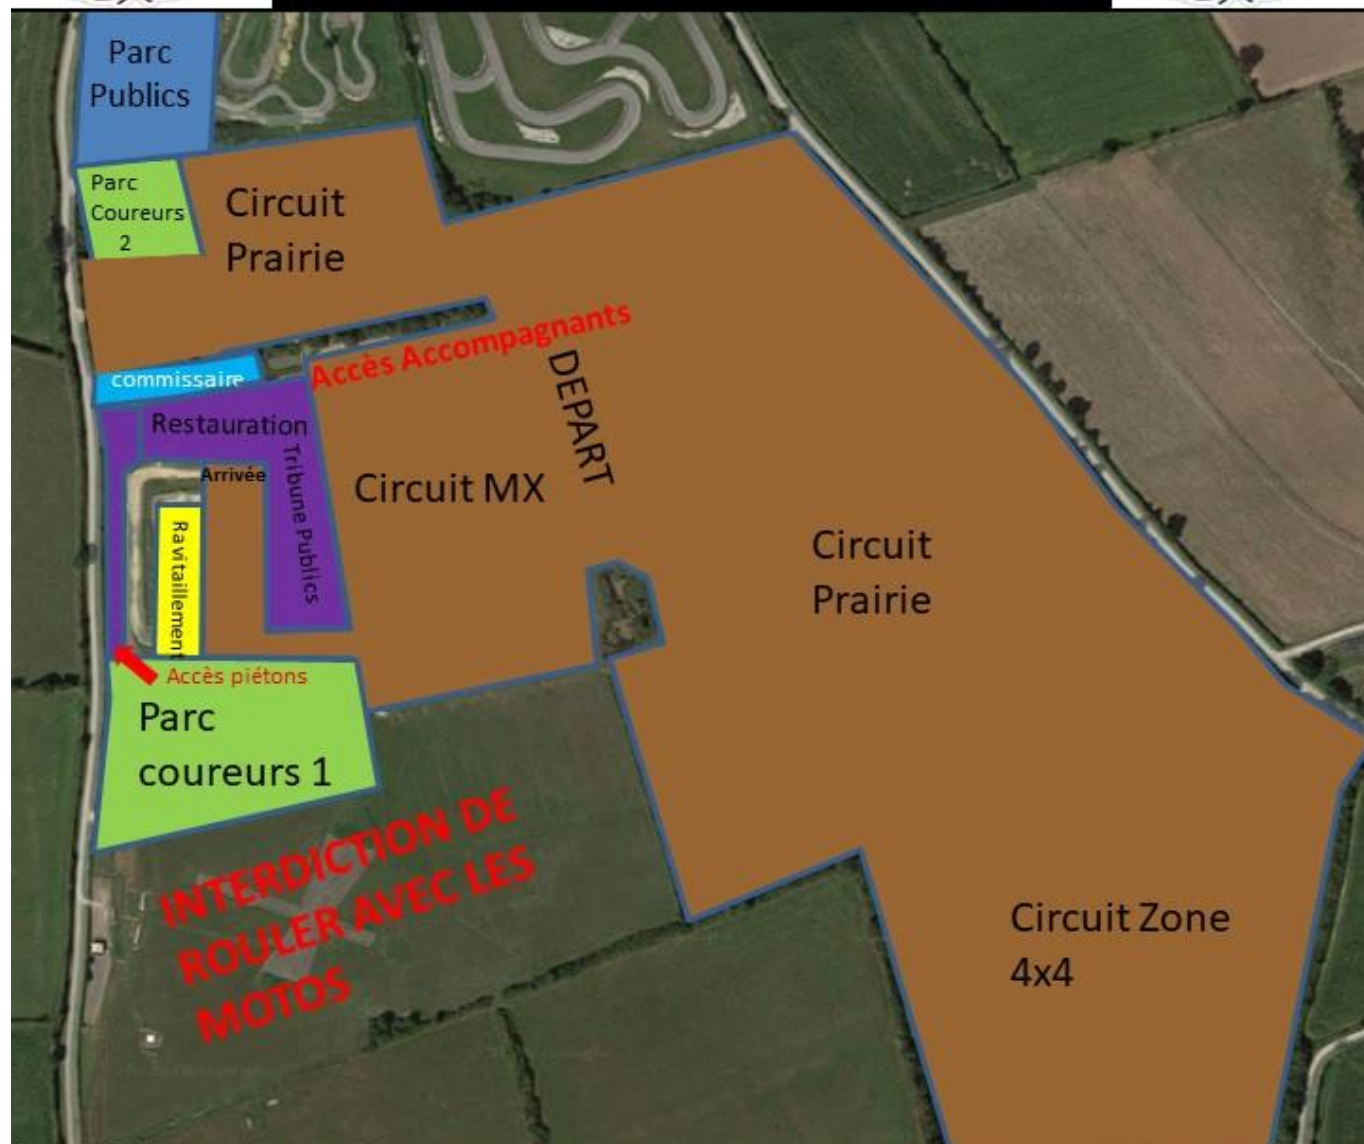 Parc
Publics
Parc
Coureurs
2
Circuit
Prairie
Accès Accompagnants
commissaire
DEPART
Restauration
Tribune Publics
Arrivée
Circuit MX
Ravitaillement
Circuit
Prairie
Accès piétons
Parc
coureurs 1
INTERDICTION DE
ROULER AVEC LES
MOTOS
Circuit Zone
4x4